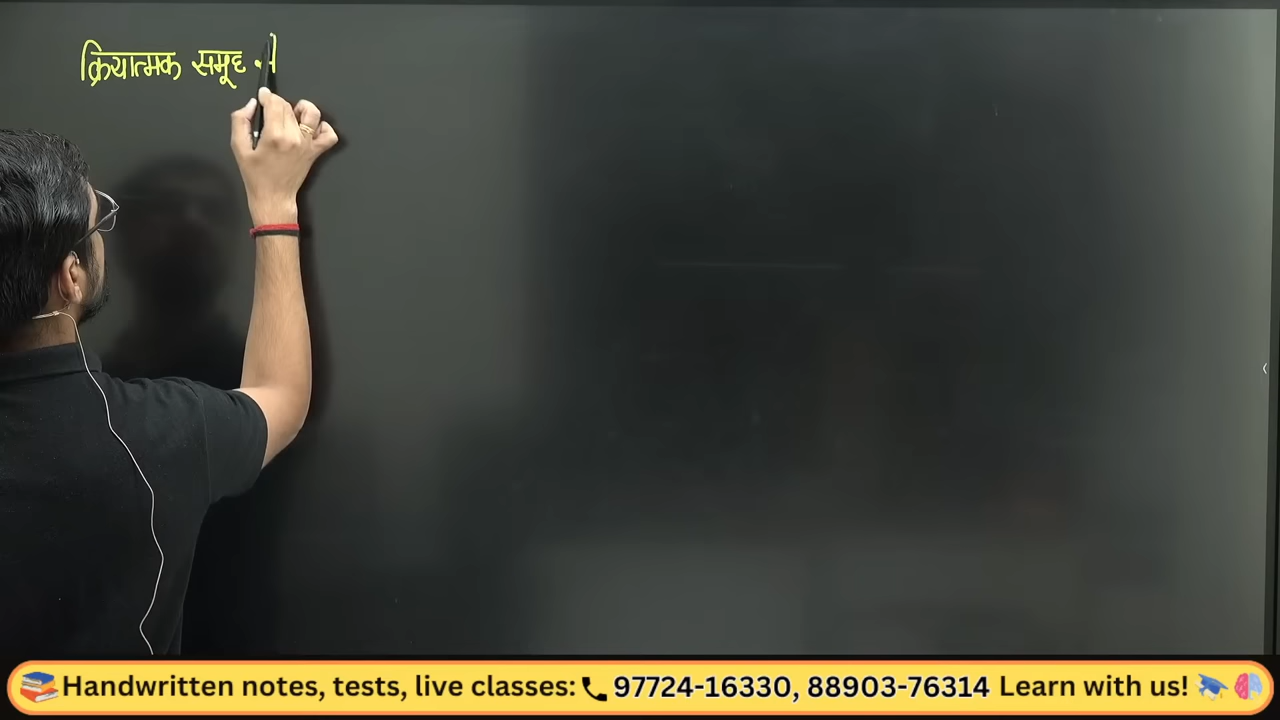 क्रियात्मक समूह
Handwritten notes, tests, live classes: 97724-16330, 88903-76314 Learn with us!